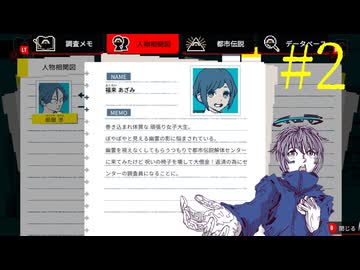 LT 調査メモ 人物相関図 都市伝説 データベース
#2
人物相関図
NAME
福来 あざみ
MEMO
巻き込まれ体質な 頑張り女子大生。
ぼやぼやと見える幽霊の影に悩まされている。
幽霊を視えなくしてもらうつもりで都市伝説解体センター
に来てみたけど 呪いの椅子を壊して大借金！返済の為にセ
ンターの調査員になることに。
閉じる